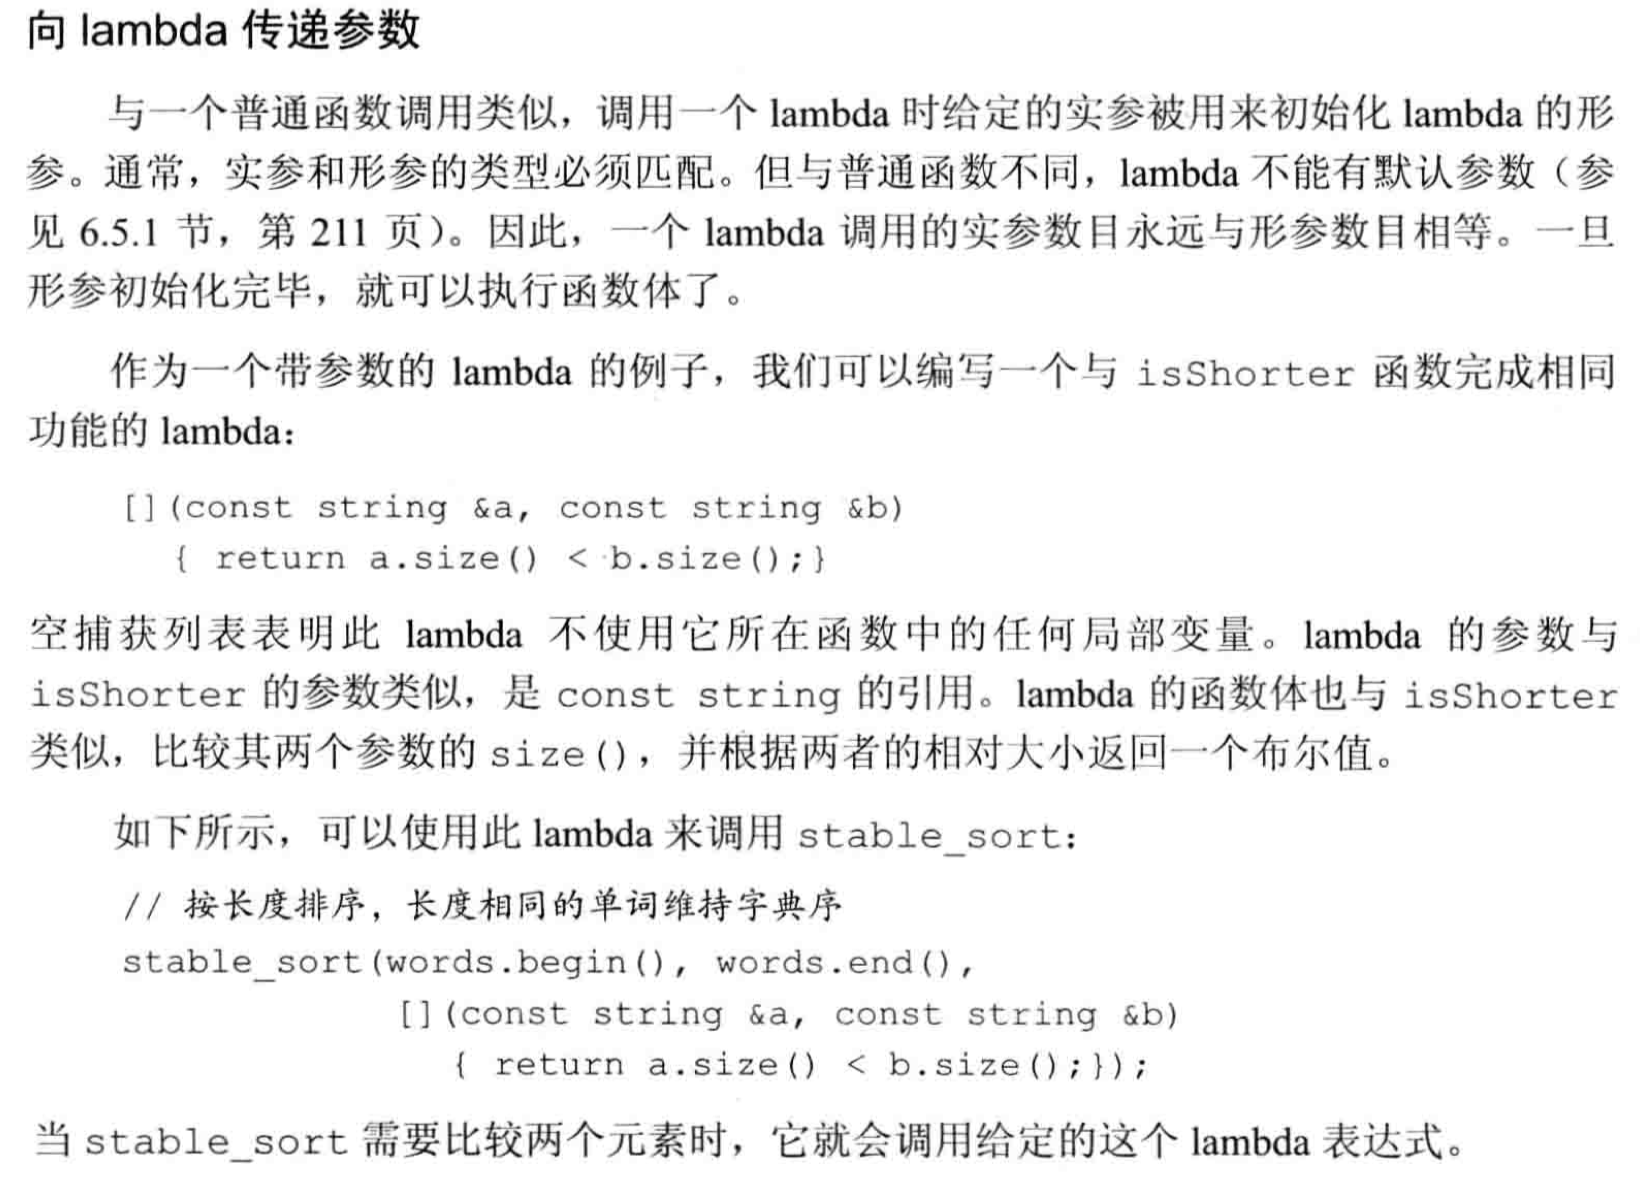 向 lambda 传递参数
与一个普通函数调用类似，调用一个 lambda 时给定的实参被用来初始化 lambda 的形
参。通常，实参和形参的类型必须匹配。但与普通函数不同，lambda 不能有默认参数（参
见 6.5.1 节，第 211 页）。因此，一个 lambda 调用的实参数目永远与形参数目相等。一旦
形参初始化完毕，就可以执行函数体了。
作为一个带参数的 lambda 的例子，我们可以编写一个与 isShorter 函数完成相同
功能的 lambda：
[](const string &a, const string &b)
{ return a.size() < b.size();}
空捕获列表表明此 lambda 不使用它所在函数中的任何局部变量。lambda 的参数与
isShorter 的参数类似，是 const string 的引用。lambda 的函数体也与 isShorter
类似，比较其两个参数的 size()，并根据两者的相对大小返回一个布尔值。
如下所示，可以使用此 lambda 来调用 stable_sort：
// 按长度排序，长度相同的单词维持字典序
stable_sort(words.begin(), words.end(),
[](const string &a, const string &b)
{ return a.size() < b.size();});
当 stable_sort 需要比较两个元素时，它就会调用给定的这个 lambda 表达式。